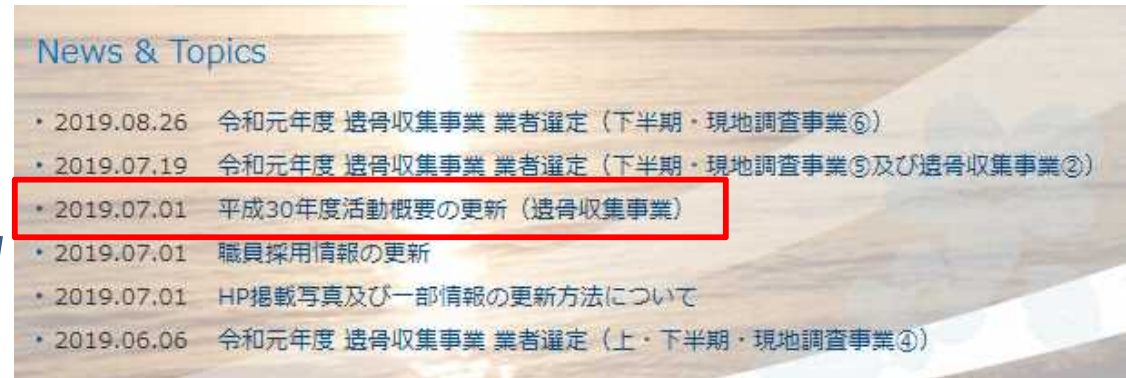 News & Topics
・2019.08.26 令和元年度 遺骨収集事業 業者選定（下半期・現地調査事業⑥）
・2019.07.19 令和元年度 遺骨収集事業 業者選定（下半期・現地調査事業⑤及び遺骨収集事業②）
・2019.07.01 平成30年度活動概要の更新（遺骨収集事業）
・2019.07.01 職員採用情報の更新
・2019.07.01 HP掲載写真及び一部情報の更新方法について
・2019.06.06 令和元年度 遺骨収集事業 業者選定（上・下半期・現地調査事業④）